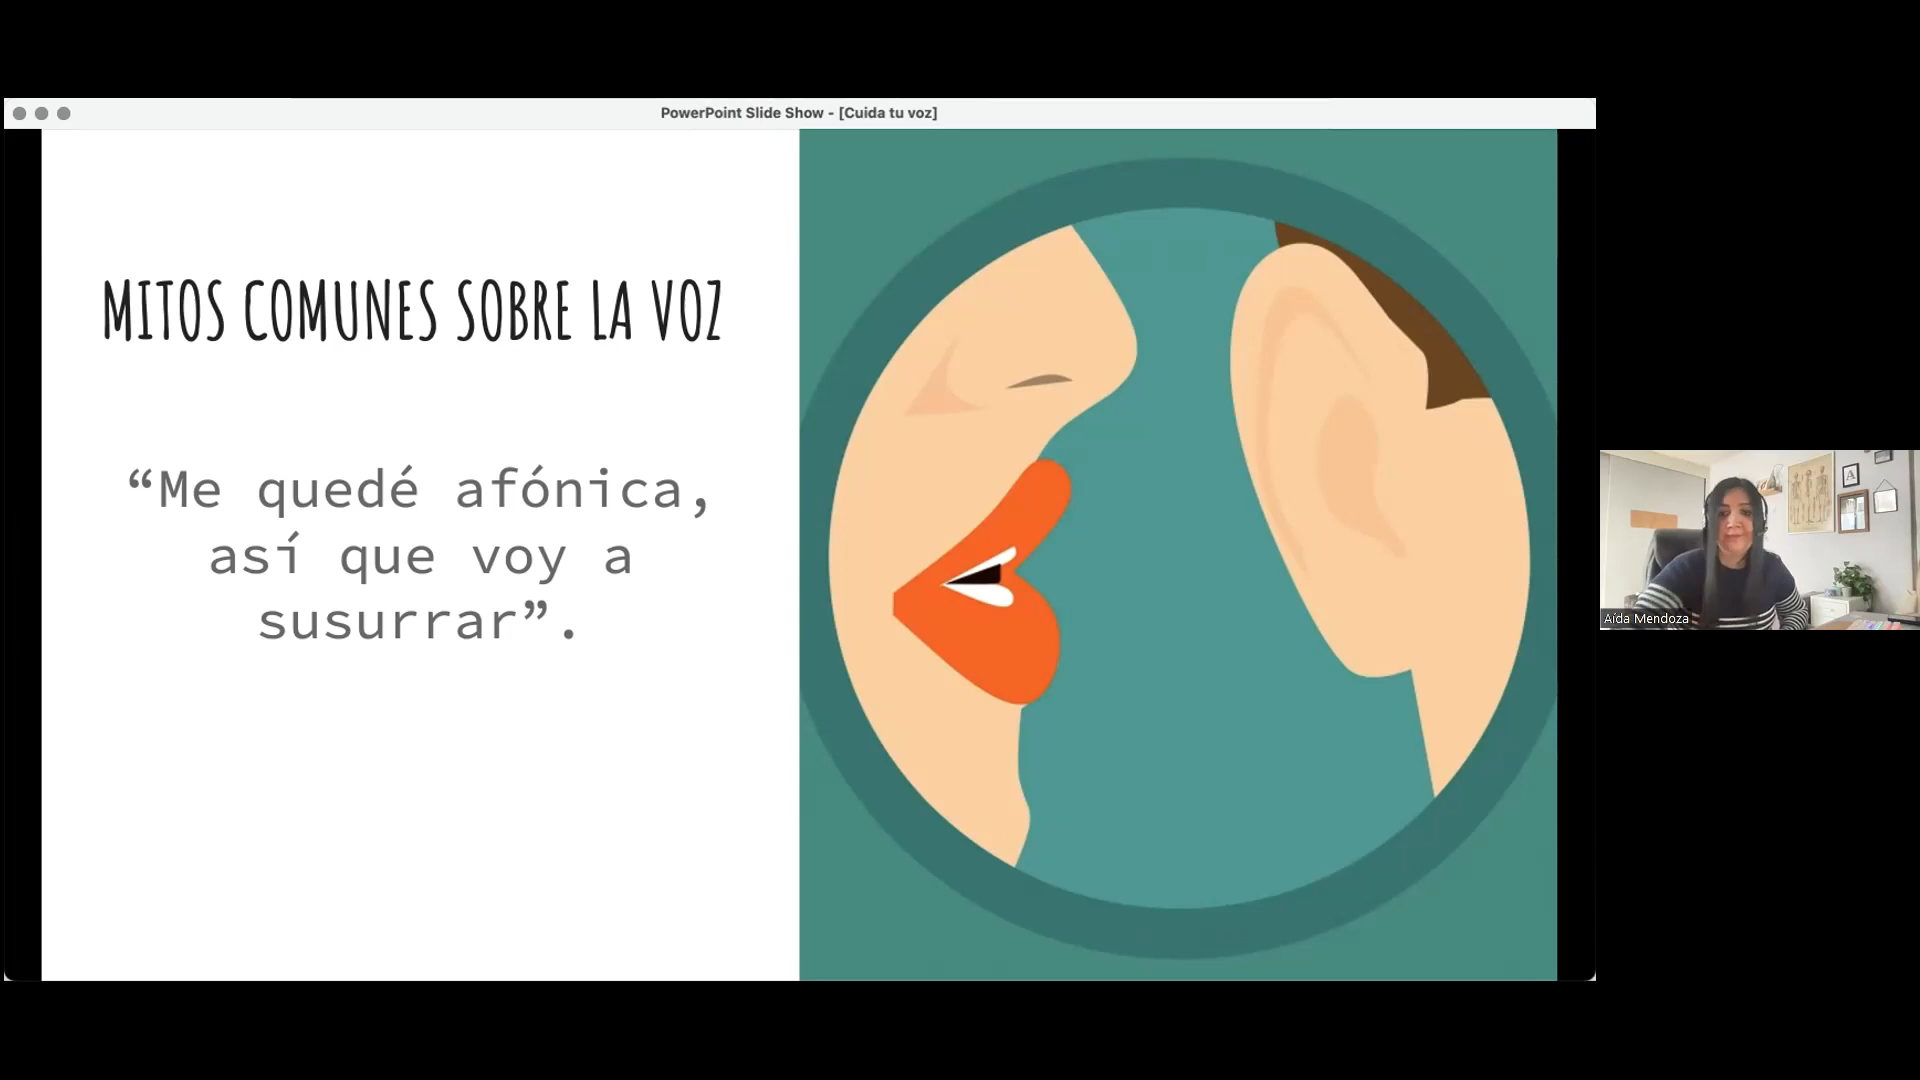 PowerPoint Slide Show - [Cuida tu voz]
MITOS COMUNES SOBRE LA VOZ
“Me quedé afónica,
así que voy a
susurrar”.
A
Aída Mendoza